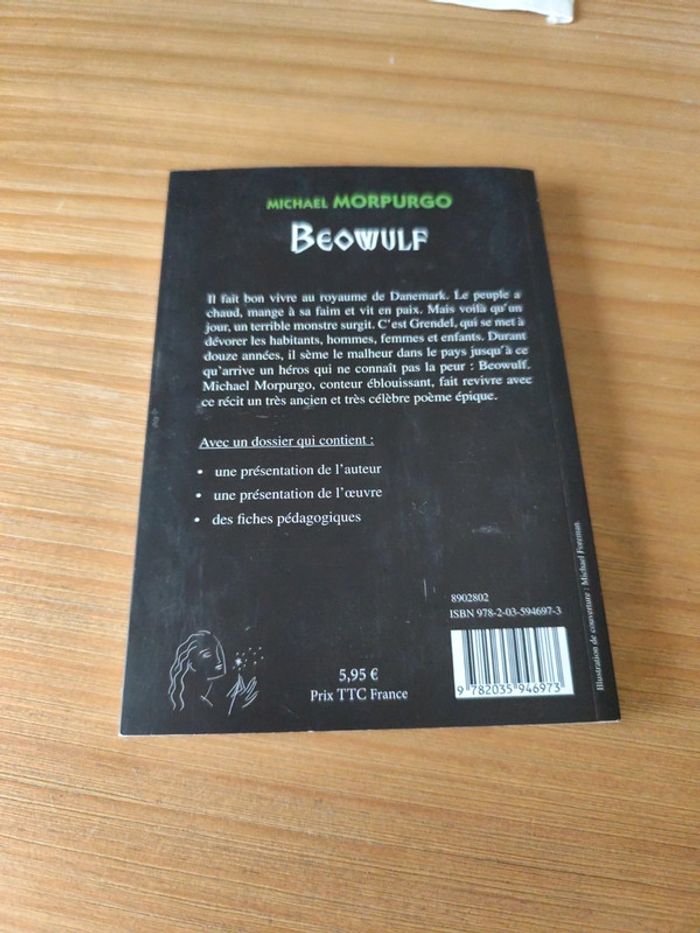 MICHAEL MORPURGO
BEOWULF
Il fait bon vivre au royaume de Danemark. Le peuple a
chaud, mange à sa faim et vit en paix. Mais voilà qu'un
jour, un terrible monstre surgit. C'est Grendel, qui se met à
dévorer les habitants, hommes, femmes et enfants. Durant
douze années, il sème le malheur dans le pays jusqu'à ce
qu'arrive un héros qui ne connaît pas la peur : Beowulf.
Michael Morpurgo, conteur éblouissant, fait revivre avec
ce récit un très ancien et très célèbre poème épique.
Avec un dossier qui contient :
• une présentation de l'auteur
• une présentation de l'œuvre
• des fiches pédagogiques
8902802
ISBN 978-2-03-594697-3
5,95 €
Prix TTC France
9 782035 946973
Illustration de couverture : Michael Foreman